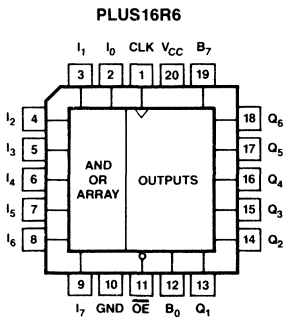 PLUS16R6
I1 I0 CLK VCC B7
3 2 1 20 19
I2 4 18 Q6
I3 5 17 Q5
I4 6 AND OR ARRAY OUTPUTS 16 Q4
I5 7 15 Q3
I6 8 14 Q2
9 10 11 12 13
I7 GND O̅E̅ B0 Q1